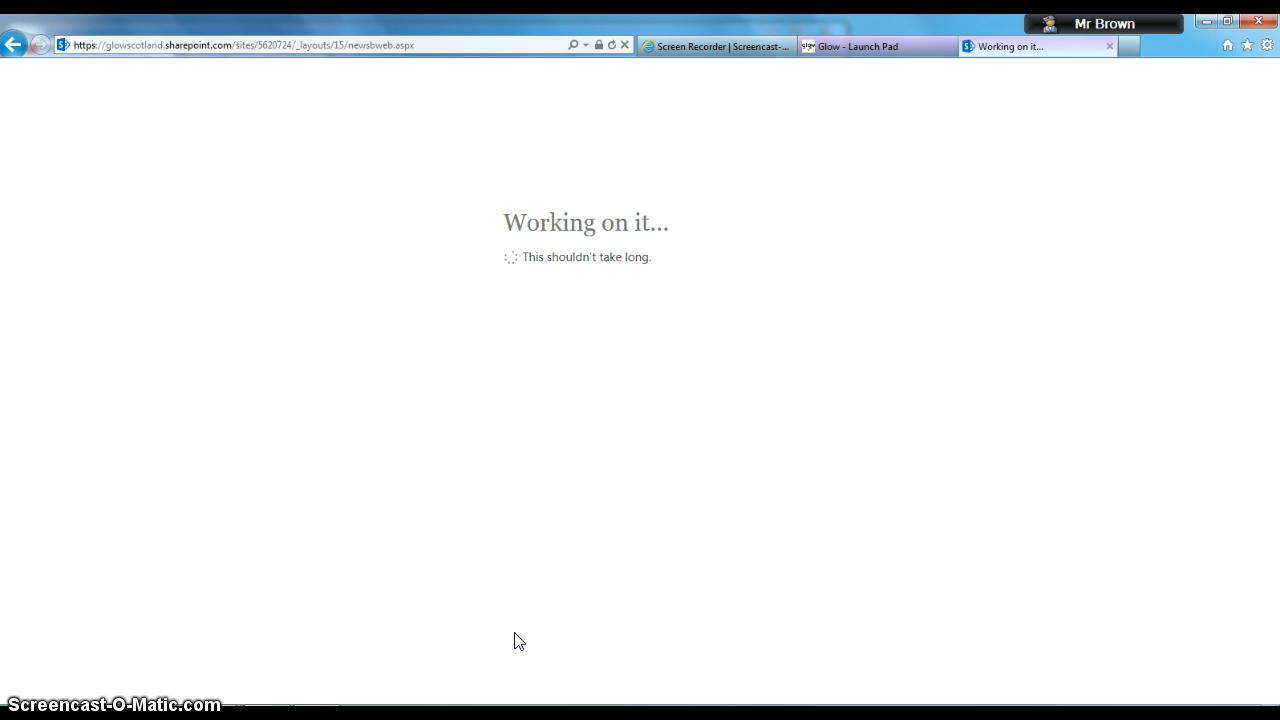 Mr Brown
https://glowscotland.sharepoint.com/sites/5620724/_layouts/15/newsbweb.aspx
Screen Recorder | Screencast-...
glow
Glow - Launch Pad
Working on it...
Working on it...
This shouldn't take long.
Screencast-O-Matic.com